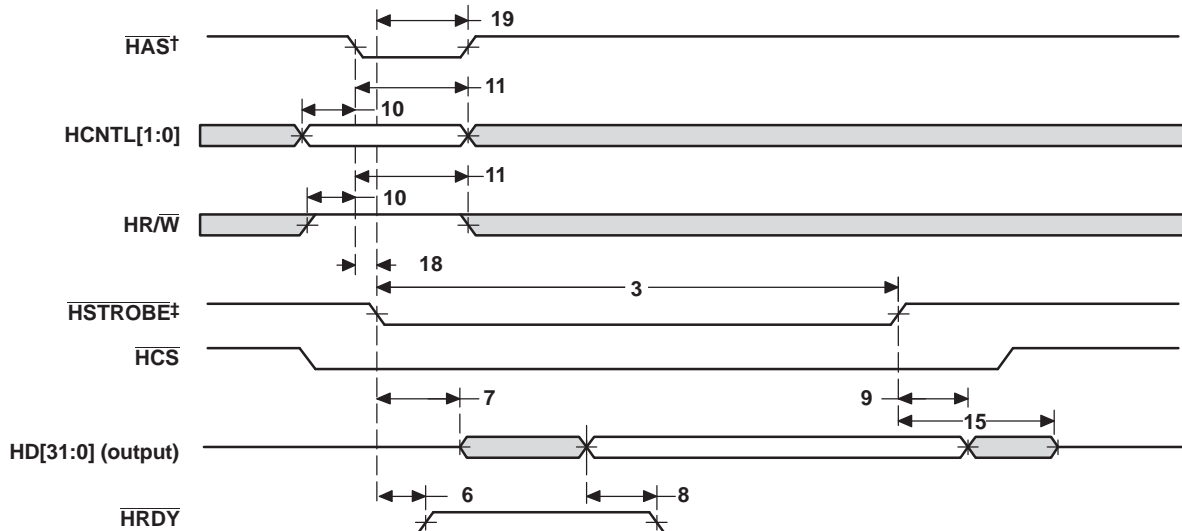 19
HAS†
11
10
HCNTL[1:0]
11
10
HR/W
18
3
HSTROBE‡
HCS
7
9
15
HD[31:0] (output)
6
8
HRDY